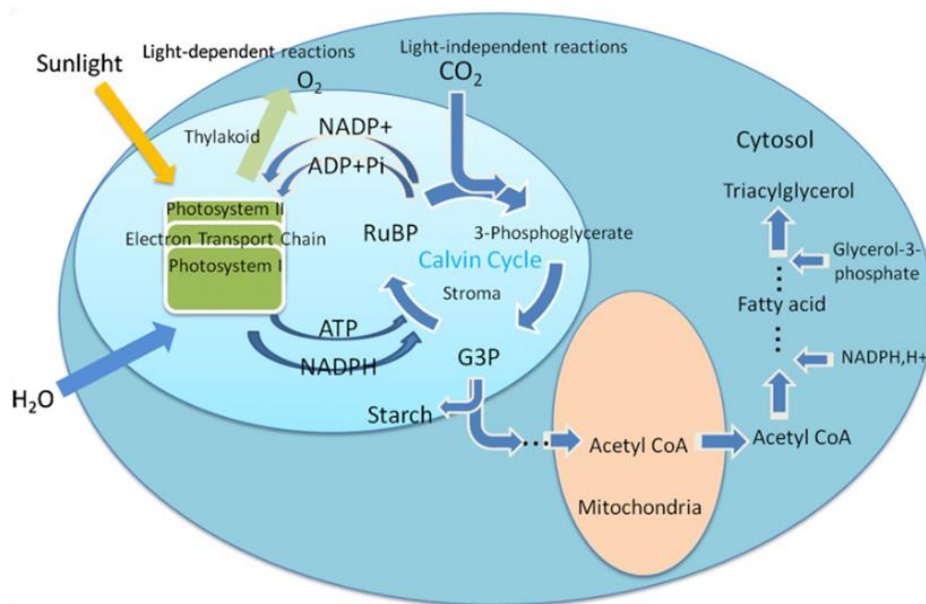 Light-dependent reactions
Light-independent reactions
Sunlight
O₂
CO₂
NADP+
Thylakoid
ADP+Pi
Cytosol
Triacylglycerol
Photosystem II
Electron Transport Chain
RuBP
3-Phosphoglycerate
Glycerol-3-
phosphate
Photosystem I
Calvin Cycle
Stroma
Fatty acid
ATP
NADPH
G3P
NADPH,H+
H₂O
Starch
Acetyl CoA
Acetyl CoA
Mitochondria